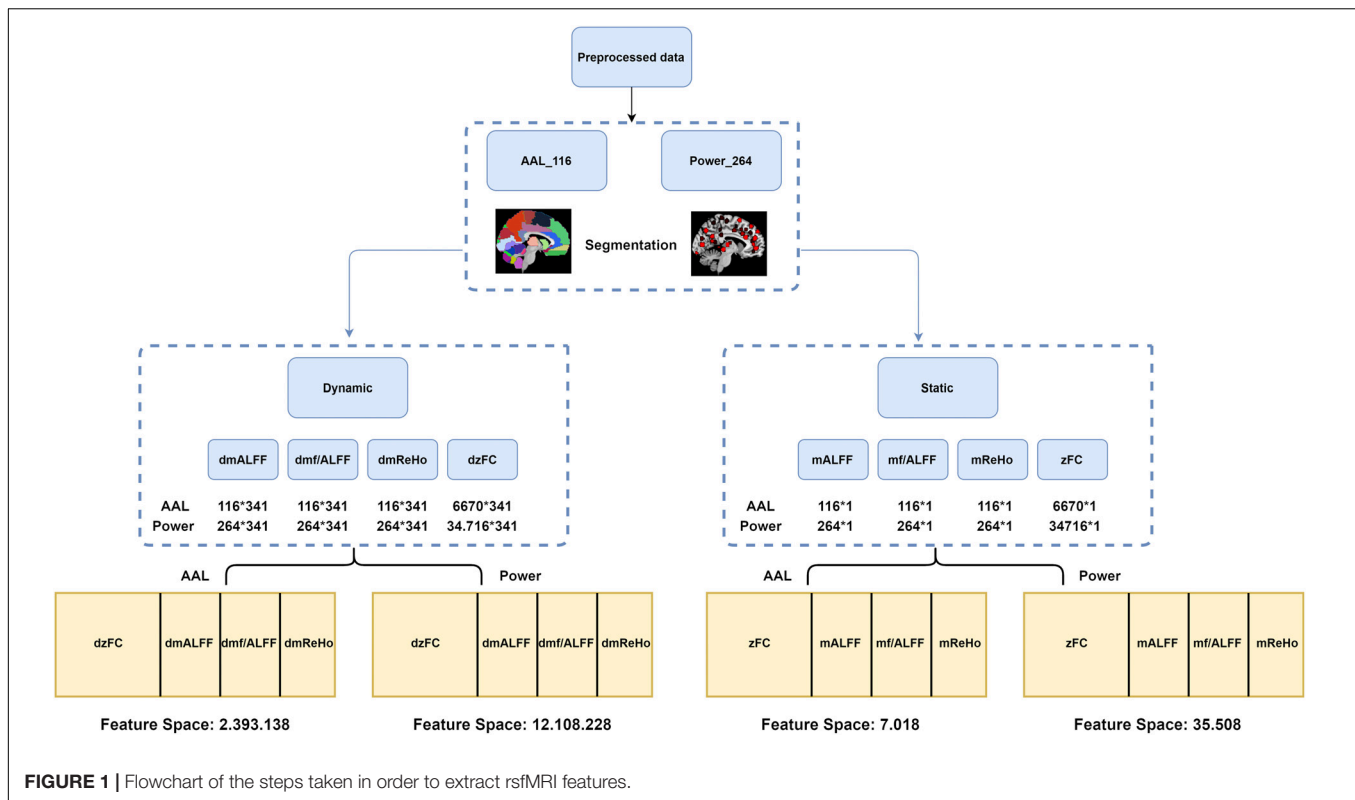 Preprocessed data
AAL_116 Power_264
Segmentation
Dynamic
dmALFF dmf/ALFF dmReHo dzFC
AAL 116*341 116*341 116*341 6670*341
Power 264*341 264*341 264*341 34.716*341
Static
mALFF mf/ALFF mReHo zFC
AAL 116*1 116*1 116*1 6670*1
Power 264*1 264*1 264*1 34716*1
AAL Power
dzFC dmALFF dmf/ALFF dmReHo
Feature Space: 2.393.138
dzFC dmALFF dmf/ALFF dmReHo
Feature Space: 12.108.228
AAL Power
zFC mALFF mf/ALFF mReHo
Feature Space: 7.018
zFC mALFF mf/ALFF mReHo
Feature Space: 35.508
FIGURE 1 | Flowchart of the steps taken in order to extract rsfMRI features.